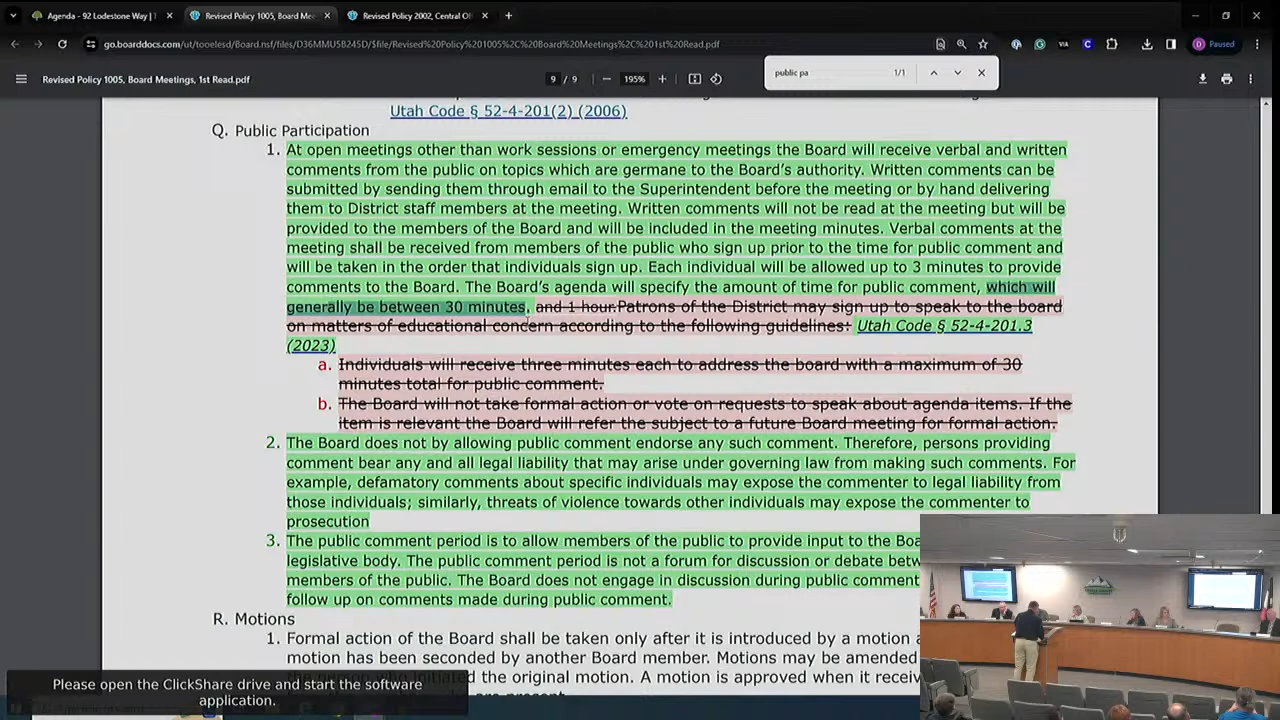 Agenda - 92 Lodestone Way |
Revised Policy 1005, Board Me
Revised Policy 2002, Central Of
go.boarddocs.com/ut/tooelesd/Board.nsf/files/D36MMU5B245D/$file/Revised%20Policy%201005%2C%20Board%20Meetings%2C%201st%20Read.pdf
VIA
D Paused
Revised Policy 1005, Board Meetings, 1st Read.pdf
9 / 9
195%
public pa
1/1
Utah Code § 52-4-201(2) (2006)
Q. Public Participation
1. At open meetings other than work sessions or emergency meetings the Board will receive verbal and written
comments from the public on topics which are germane to the Board's authority. Written comments can be
submitted by sending them through email to the Superintendent before the meeting or by hand delivering
them to District staff members at the meeting. Written comments will not be read at the meeting but will be
provided to the members of the Board and will be included in the meeting minutes. Verbal comments at the
meeting shall be received from members of the public who sign up prior to the time for public comment and
will be taken in the order that individuals sign up. Each individual will be allowed up to 3 minutes to provide
comments to the Board. The Board's agenda will specify the amount of time for public comment, which will
generally be between 30 minutes. and 1 hour.Patrons of the District may sign up to speak to the board
on matters of educational concern according to the following guidelines: Utah Code § 52-4-201.3
(2023)
a. Individuals will receive three minutes each to address the board with a maximum of 30
minutes total for public comment.
b. The Board will not take formal action or vote on requests to speak about agenda items. If the
item is relevant the Board will refer the subject to a future Board meeting for formal action.
2. The Board does not by allowing public comment endorse any such comment. Therefore, persons providing
comment bear any and all legal liability that may arise under governing law from making such comments. For
example, defamatory comments about specific individuals may expose the commenter to legal liability from
those individuals; similarly, threats of violence towards other individuals may expose the commenter to
prosecution
3. The public comment period is to allow members of the public to provide input to the Boa
legislative body. The public comment period is not a forum for discussion or debate betw
members of the public. The Board does not engage in discussion during public comment
follow up on comments made during public comment.
R. Motions
1. Formal action of the Board shall be taken only after it is introduced by a motion a
motion has been seconded by another Board member. Motions may be amended
the person who initiated the original motion. A motion is approved when it receiv
Please open the ClickShare drive and start the software
application.